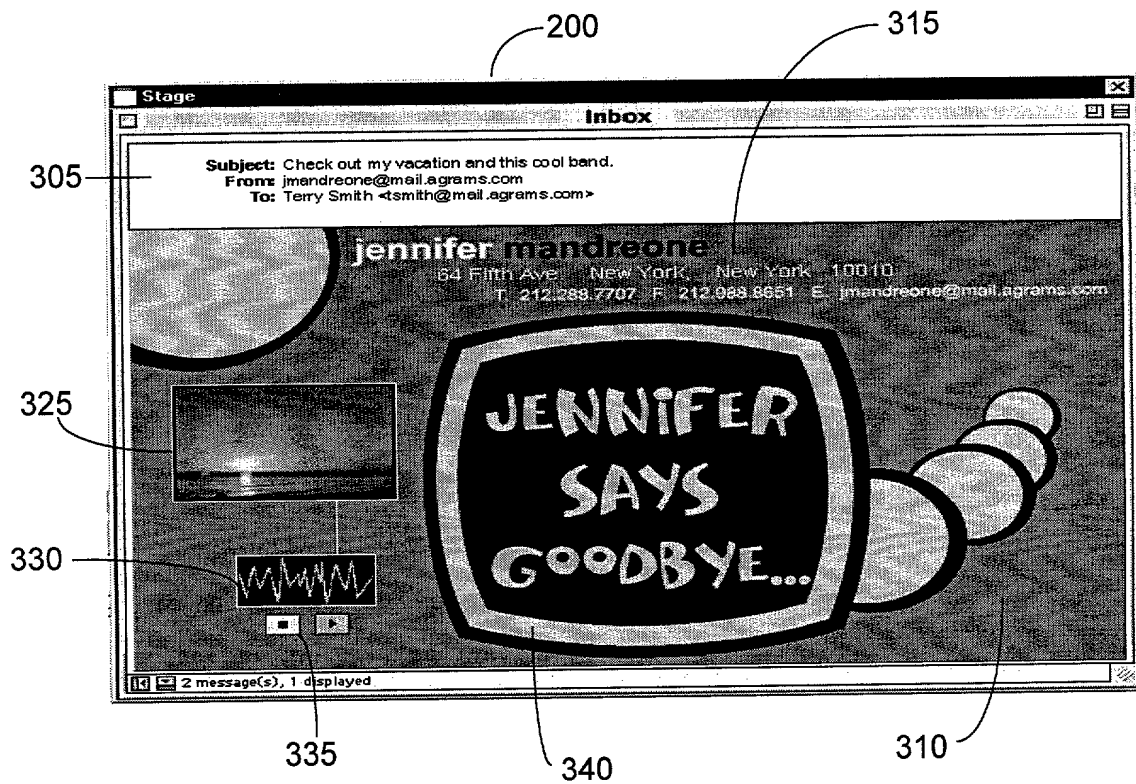 200
315
Stage
Inbox
305
Subject: Check out my vacation and this cool band.
From: jmandreone@mail.agrams.com
To: Terry Smith <tsmith@mail.agrams.com>
jennifer mandreone
64 Fifth Ave. New York, New York 10010
T. 212.288.7707 F. 212.988.8651 E. jmandreone@mail.agrams.com
325
JENNiFER
SAYS
GOODBYE...
330
2 message(s), 1 displayed
335
340
310